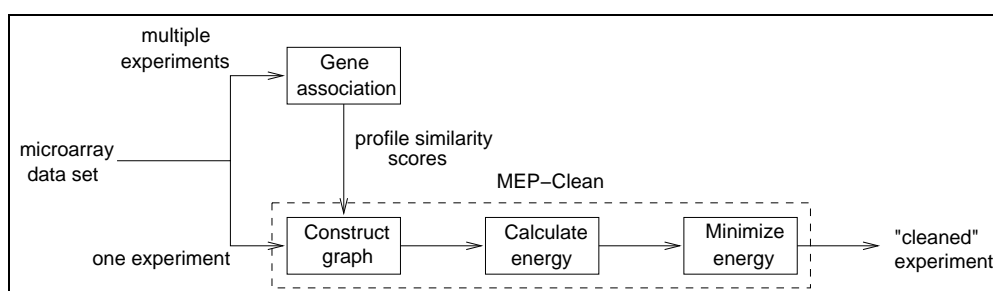 multiple
experiments
Gene
association
profile similarity
scores
microarray
data set
MEP−Clean
one experiment
Construct
graph
Calculate
energy
Minimize
energy
"cleaned"
experiment